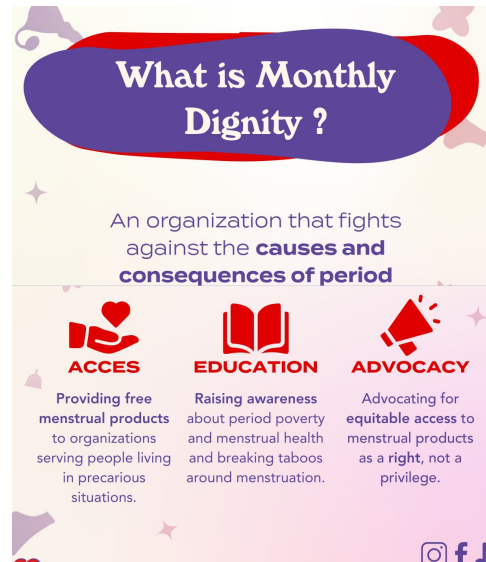 What is Monthly
Dignity ?
An organization that fights
against the causes and
consequences of period
ACCES
Providing free
menstrual products
to organizations
serving people living
in precarious
situations.
EDUCATION
Raising awareness
about period poverty
and menstrual health
and breaking taboos
around menstruation.
ADVOCACY
Advocating for
equitable access to
menstrual products
as a right, not a
privilege.